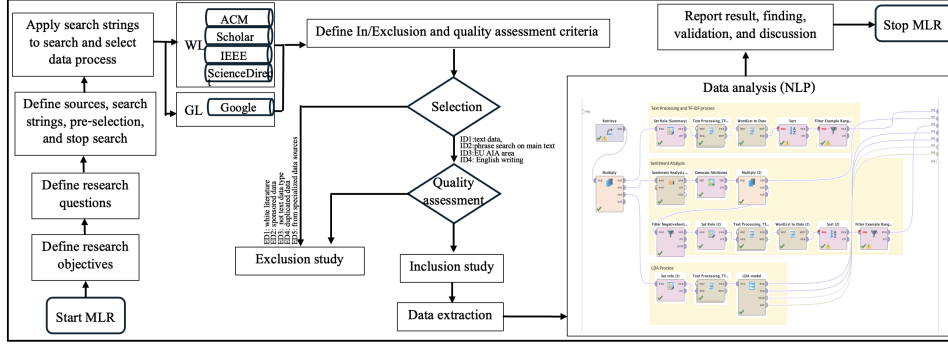 Apply search strings
to search and select
data process
Define sources, search
strings, pre-selection,
and stop search
Define research
questions
Define research
objectives
Start MLR
WL
ACM
Scholar
IEEE
ScienceDirec
t
GL
Google
Define In/Exclusion and quality assessment criteria
Selection
ID1:text data,
ID2:phrase search on main text
ID3:EU AIA area
ID4: English writing
Quality
assessment
ED1: white literature
ED2: sponsored data
ED3: not text data type
ED4: duplicated data
ED5: from specialized data sources
Exclusion study
Inclusion study
Data extraction
Report result, finding,
validation, and discussion
Stop MLR
Data analysis (NLP)
Text Processing and TF-IDF process
Retrieve
Set Role (Summary)
Text Processing_TF...
WordList to Data
Sort
Filter Example Rang...
Multiply
Sentiment Analysis
Sentiment Analysis ...
Generate Attributes
Multiply (2)
Set Role (2)
Text Processing_TF...
WordList to Data (2)
Sort (2)
Filter Example Rang...
LDA Process
Set role (3)
Text Processing_TF...
LDA model